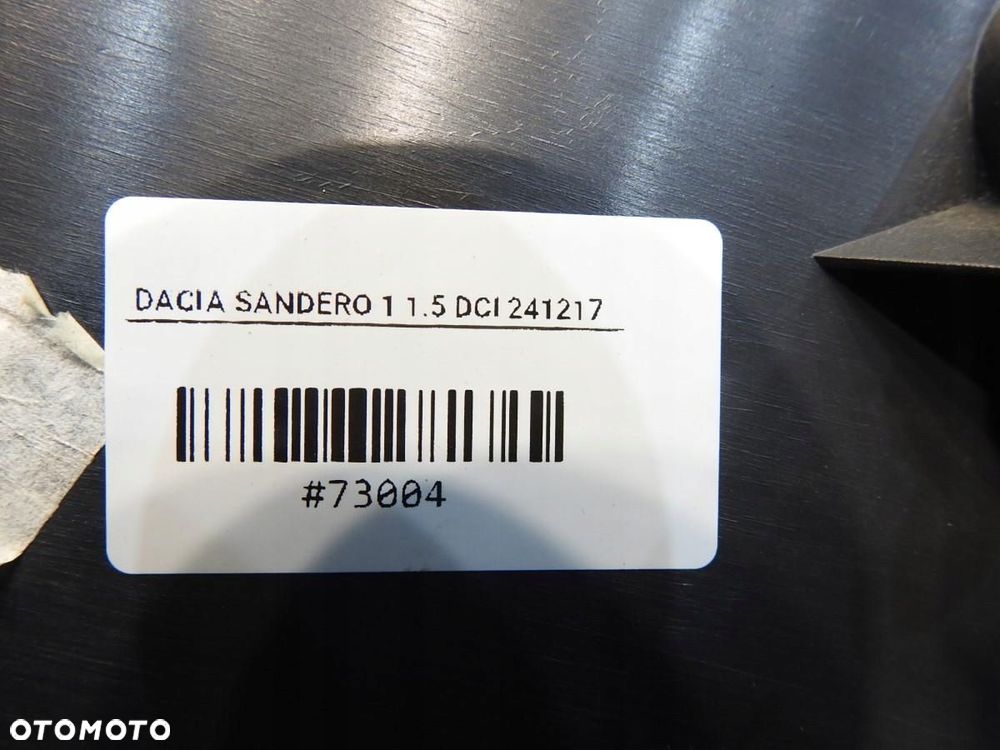 DACIA SANDERO 1 1.5 DCI 241217
#73004
OTOMOTO